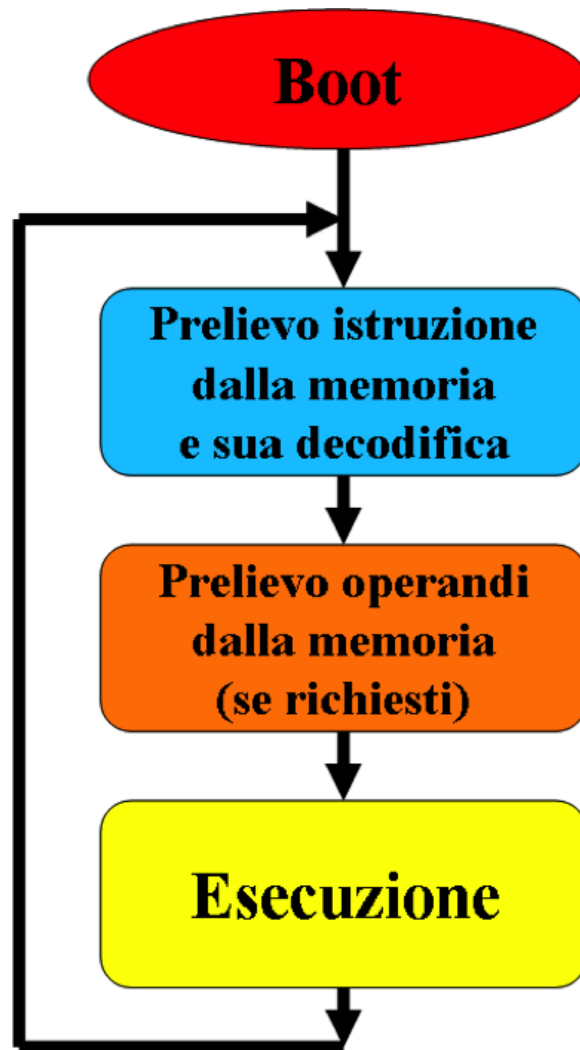 Boot
Prelievo istruzione
dalla memoria
e sua decodifica
Prelievo operandi
dalla memoria
(se richiesti)
Esecuzione